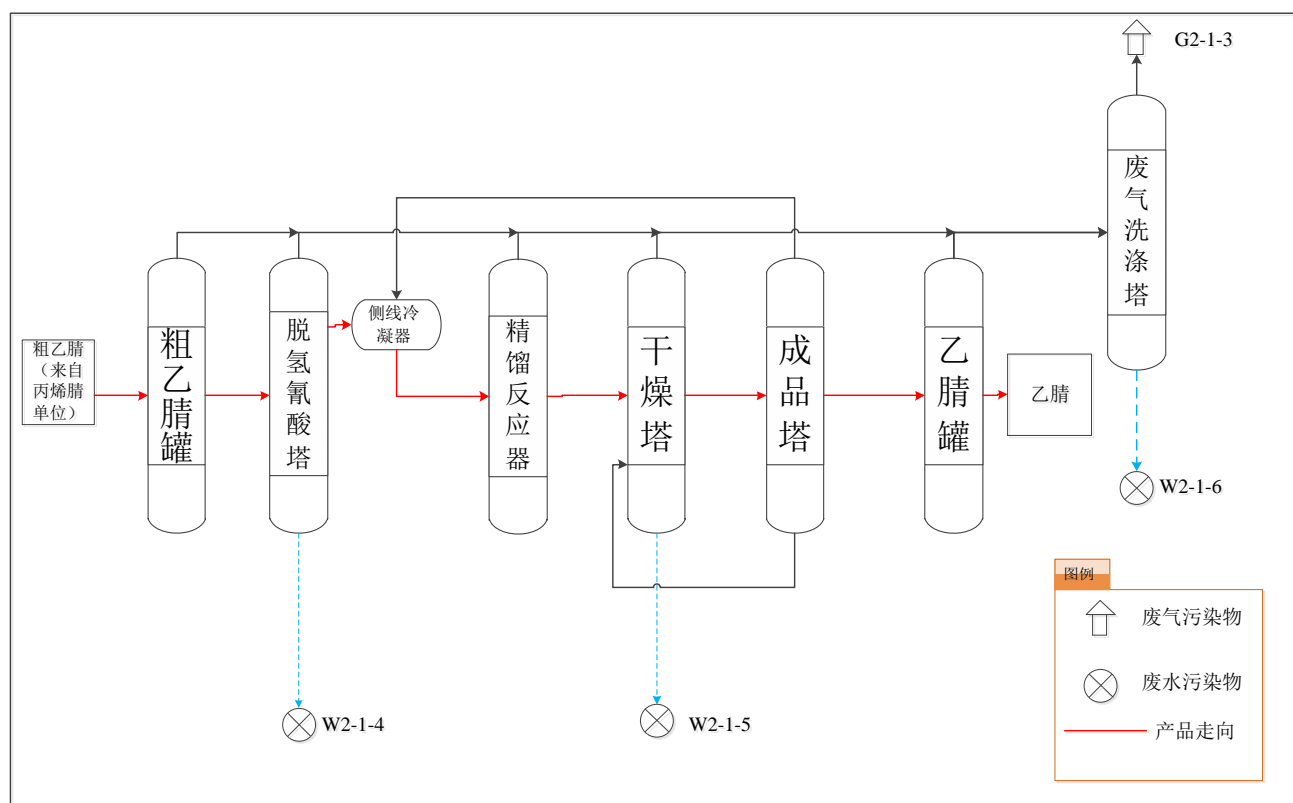 G2-1-3
废
气
洗
涤
塔
粗乙腈
（来自
丙烯腈
单位）
粗
乙
腈
罐
脱
氢
氰
酸
塔
侧线冷
凝器
精
馏
反
应
器
干
燥
塔
成
品
塔
乙
腈
罐
乙腈
W2-1-6
W2-1-4
W2-1-5
图例
废气污染物
废水污染物
产品走向